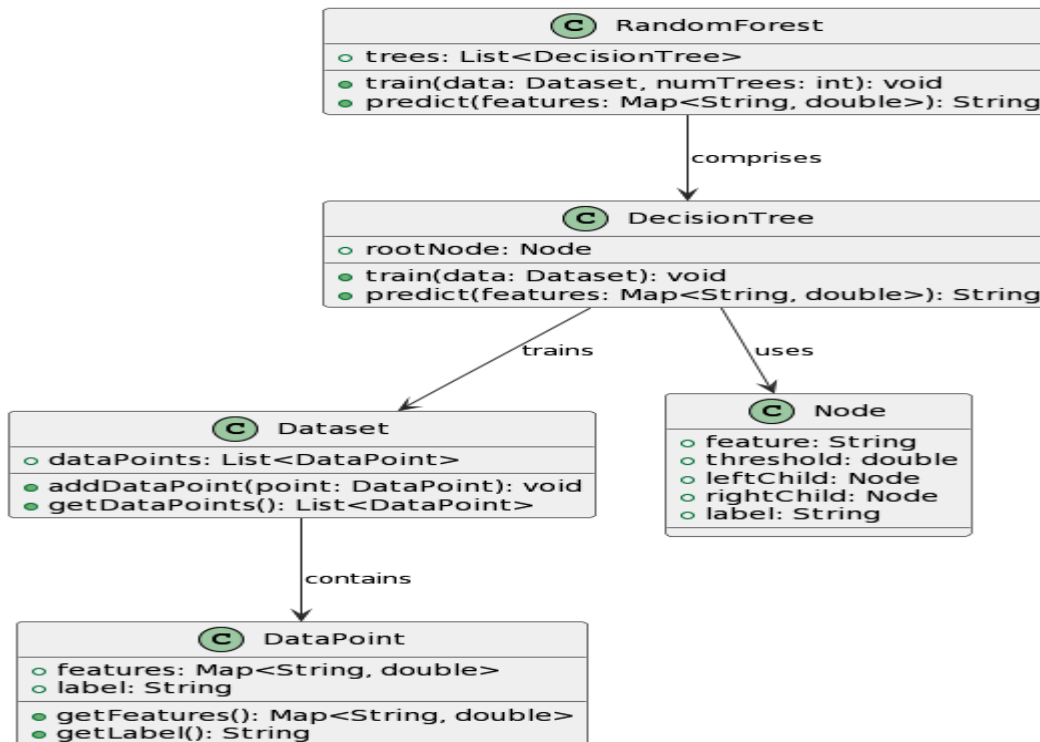 C RandomForest
trees: List<DecisionTree>
train(data: Dataset, numTrees: int): void
predict(features: Map<String, double>): String
comprises
C DecisionTree
rootNode: Node
train(data: Dataset): void
predict(features: Map<String, double>): String
trains
uses
C Dataset
dataPoints: List<DataPoint>
addDataPoint(point: DataPoint): void
getDataPoints(): List<DataPoint>
C Node
feature: String
threshold: double
leftChild: Node
rightChild: Node
label: String
contains
C DataPoint
features: Map<String, double>
label: String
getFeatures(): Map<String, double>
getLabel(): String